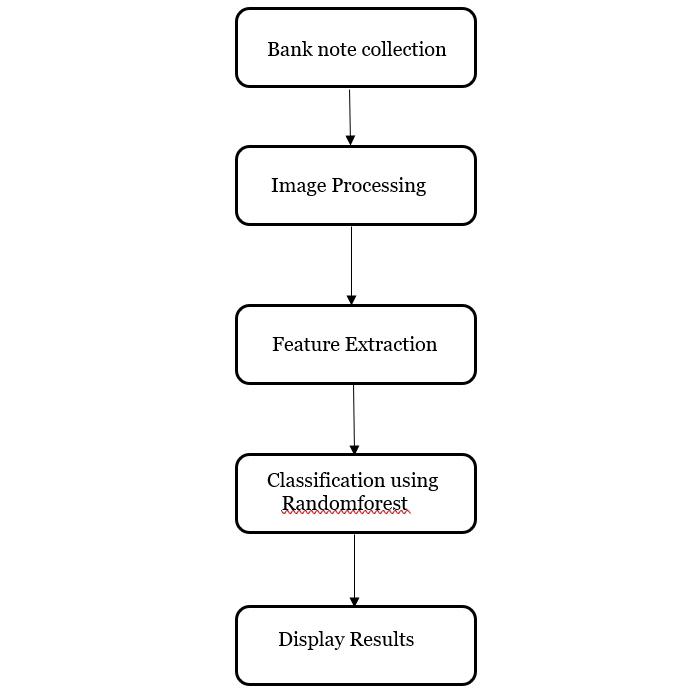 Bank note collection
Image Processing
Feature Extraction
Classification using
Randomforest
Display Results